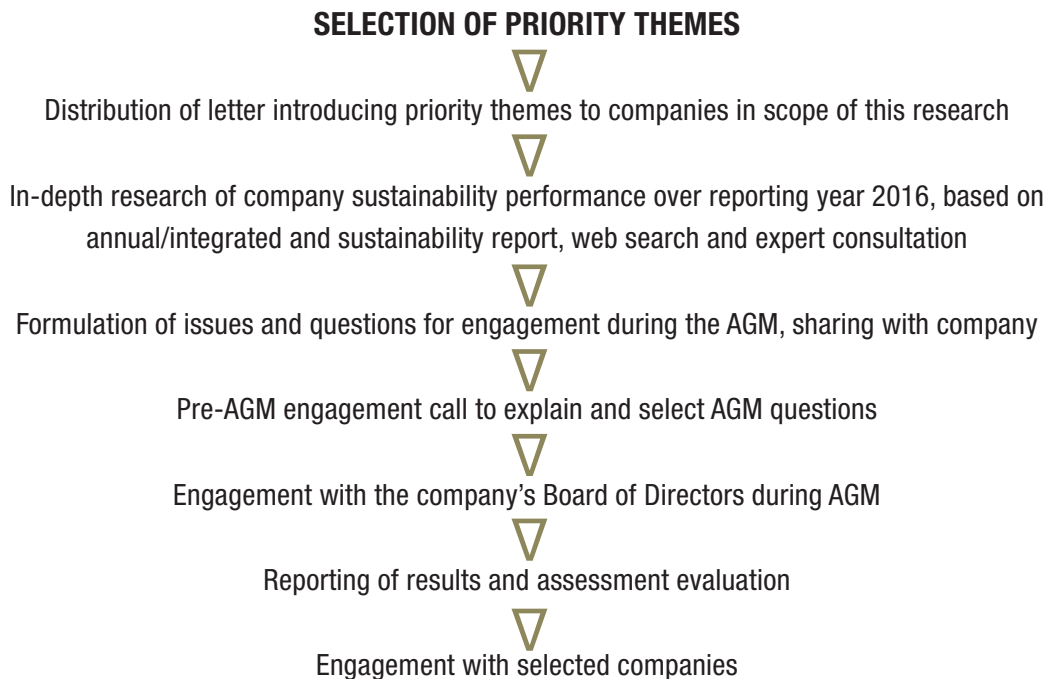 SELECTION OF PRIORITY THEMES
Distribution of letter introducing priority themes to companies in scope of this research
In-depth research of company sustainability performance over reporting year 2016, based on
annual/integrated and sustainability report, web search and expert consultation
Formulation of issues and questions for engagement during the AGM, sharing with company
Pre-AGM engagement call to explain and select AGM questions
Engagement with the company’s Board of Directors during AGM
Reporting of results and assessment evaluation
Engagement with selected companies